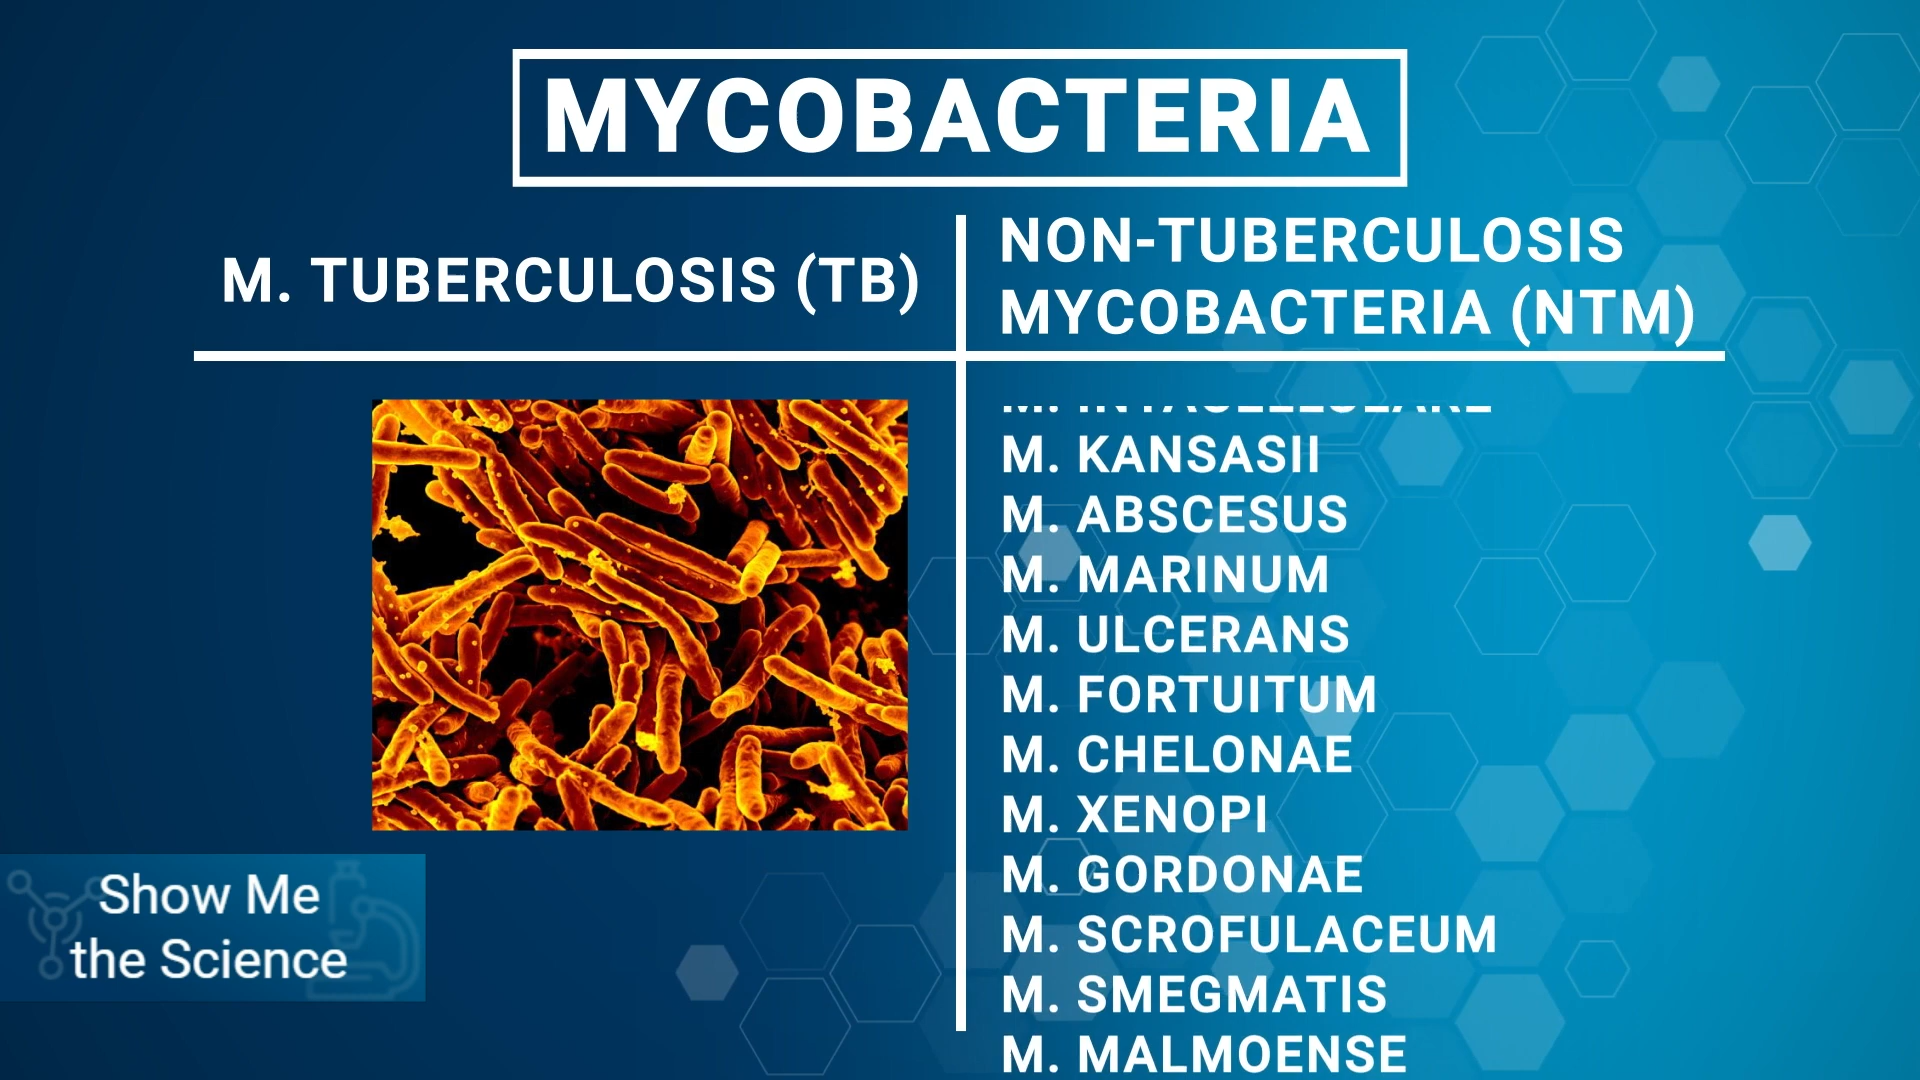 MYCOBACTERIA
M. TUBERCULOSIS (TB)
NON-TUBERCULOSIS
MYCOBACTERIA (NTM)
M. KANSASII
M. ABSCESUS
M. MARINUM
M. ULCERANS
M. FORTUITUM
M. CHELONAE
M. XENOPI
M. GORDONAE
M. SCROFULACEUM
M. SMEGMATIS
M. MALMOENSE
Show Me
the Science